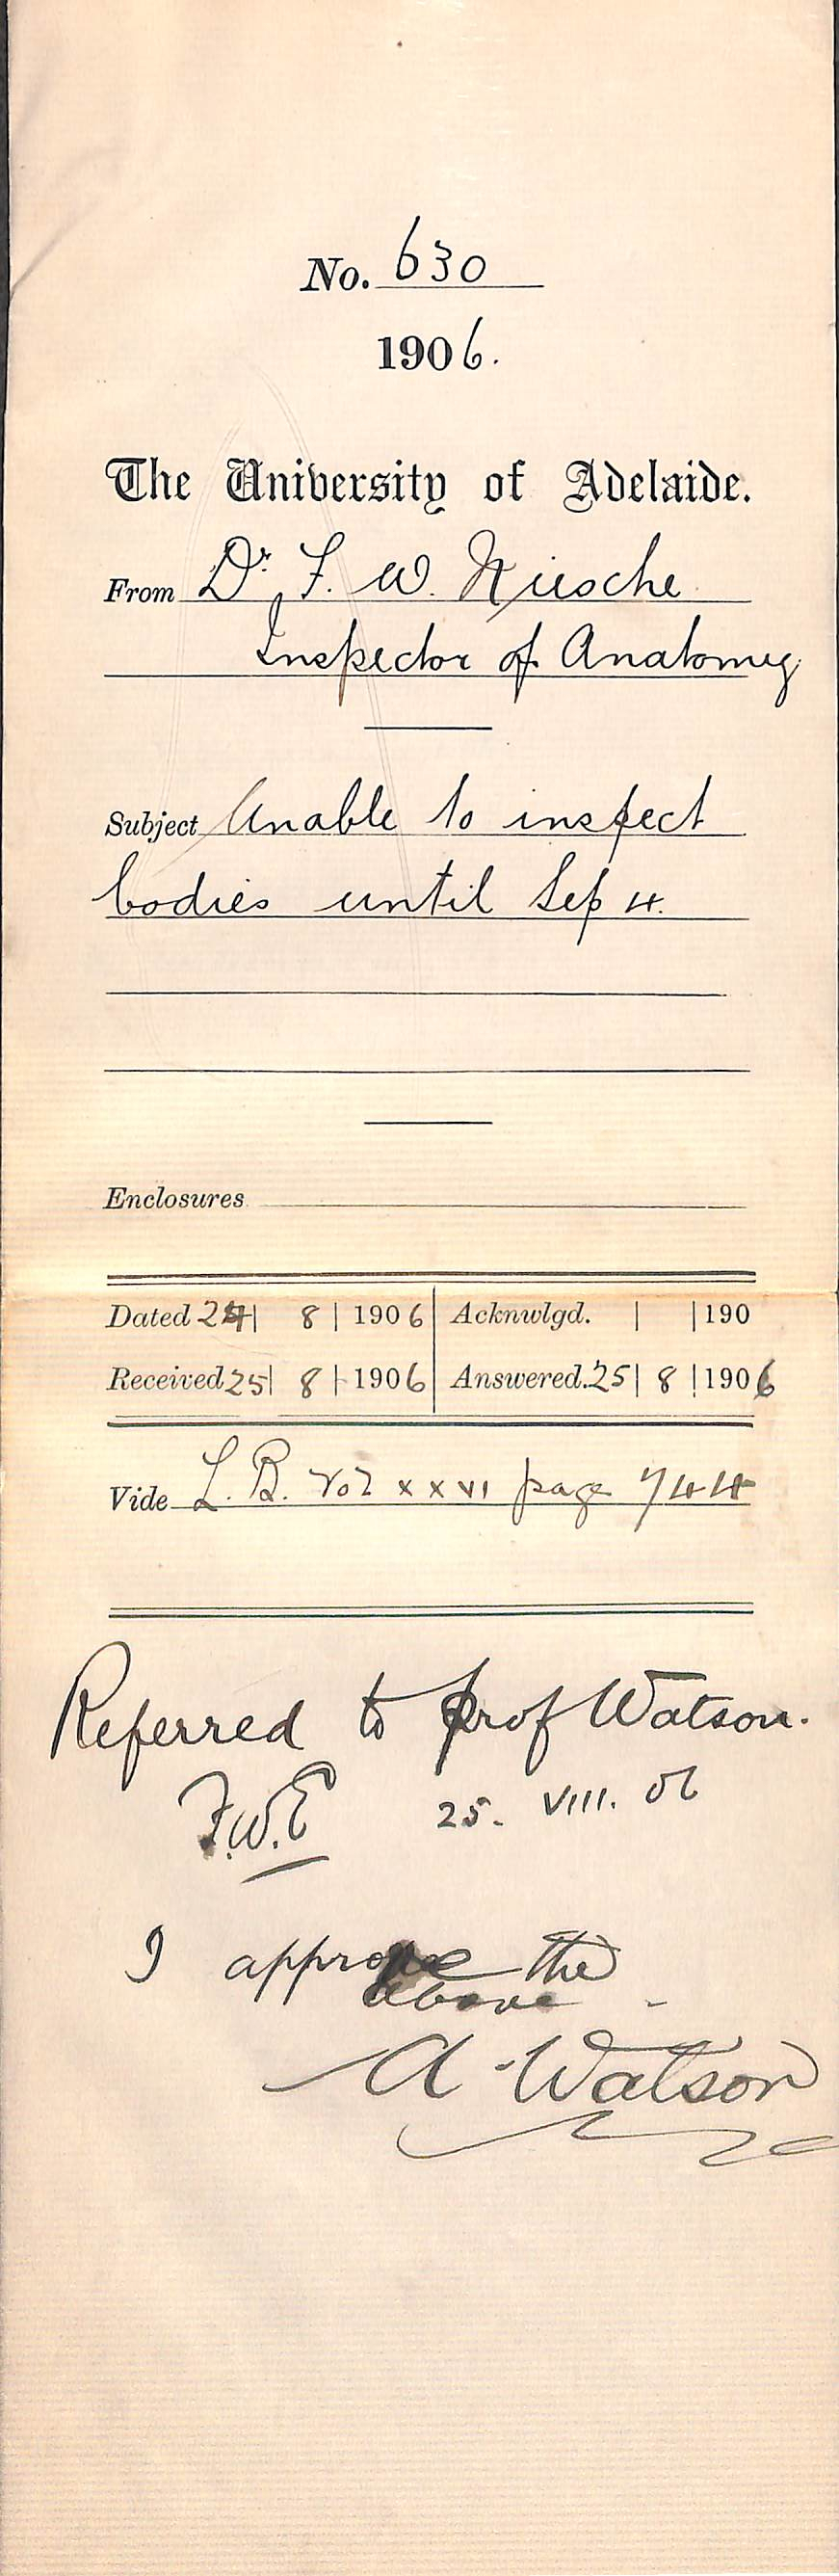 No. 630
1906.
The University of Adelaide.
From Dr. F. W. Niesche
Inspector of Anatomy
Subject Unable to inspect
bodies until Sep 4.
Enclosures
Dated 24| 8| 1906 Acknwlgd. | |190
Received 25| 8| 1906 Answered. 25| 8 |1906
Vide L. B. Vol xxvi page 744
Referred to Prof Watson.
F.W.E 25. VIII. 06
I approve the
above -
A. Watson